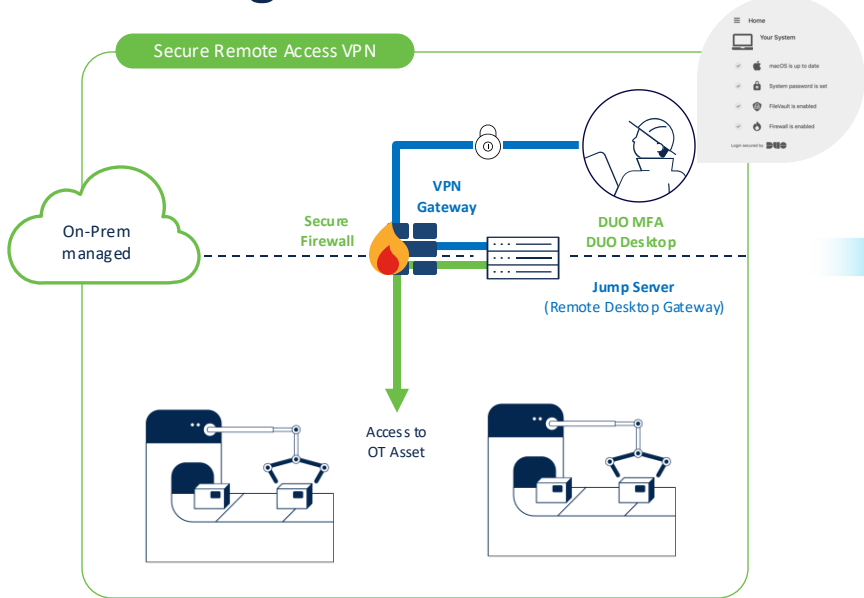 Secure Remote Access VPN
Home
Your System
macOS is up to date
System password is set
FileVault is enabled
Firewall is enabled
Login secured by DUO
VPN
Gateway
On-Prem
managed
Secure
Firewall
DUO MFA
DUO Desktop
Jump Server
(Remote Desktop Gateway)
Access to
OT Asset